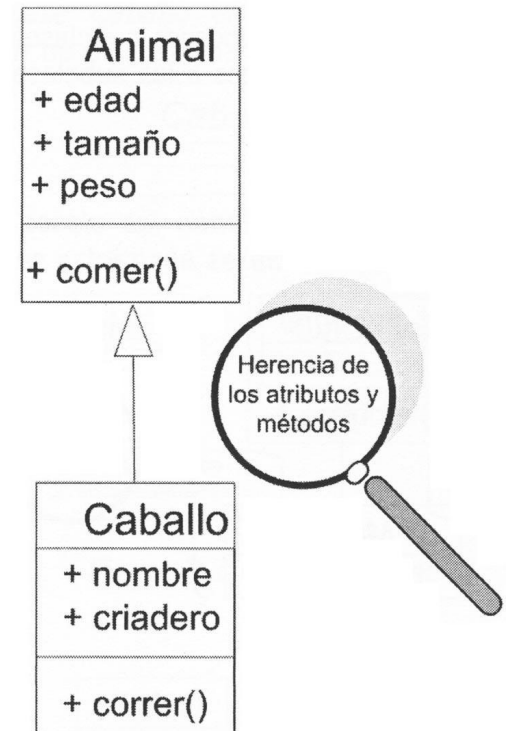 Animal
+ edad
+ tamaño
+ peso
+ comer()
Herencia de
los atributos y
métodos
Caballo
+ nombre
+ criadero
+ correr()